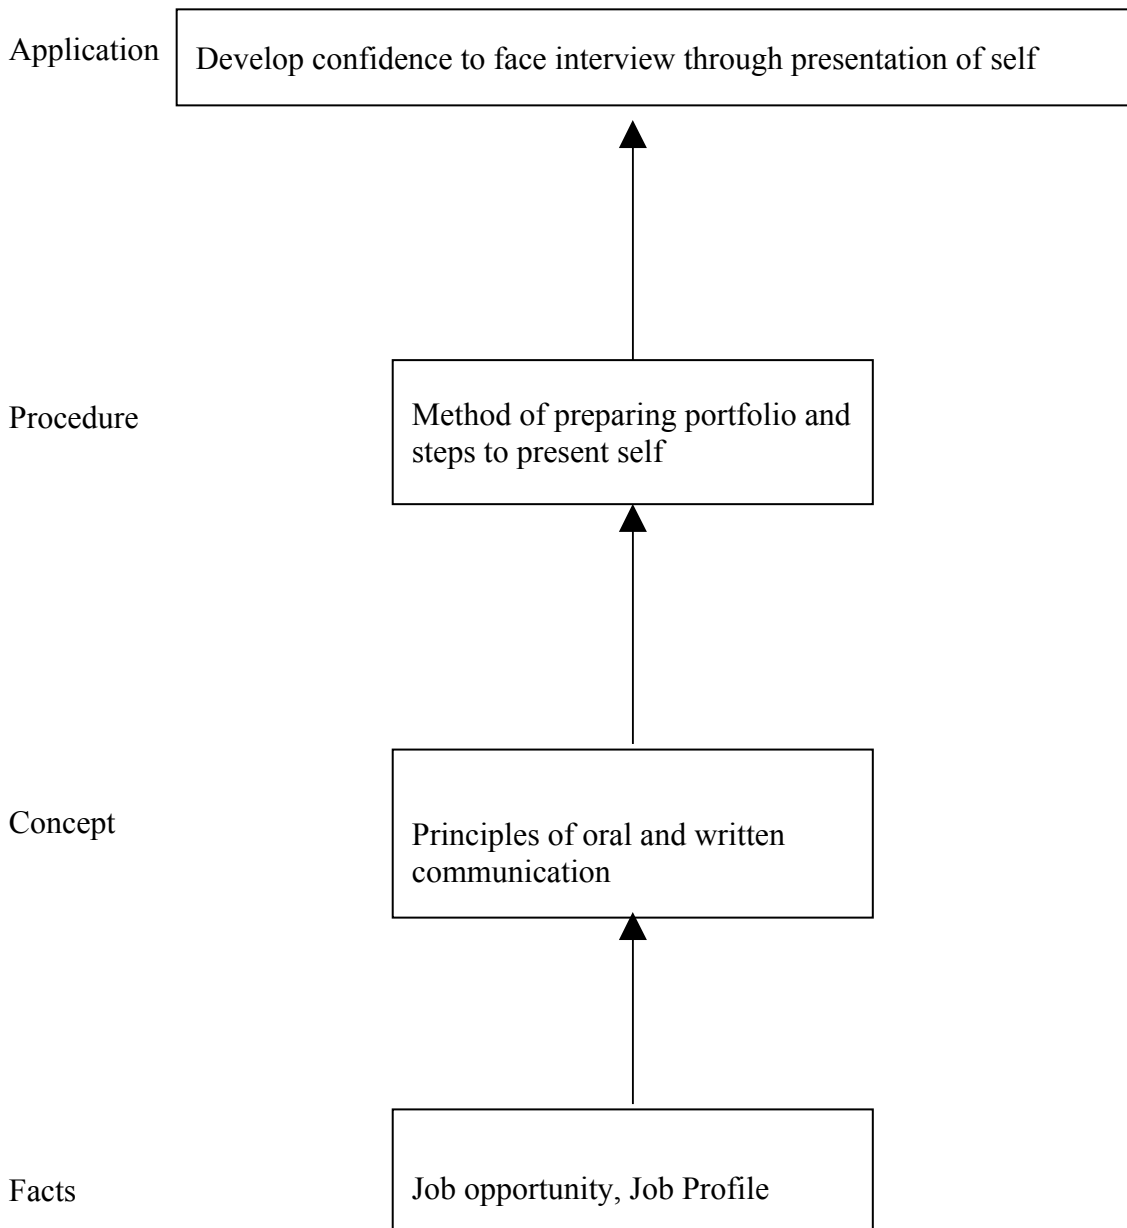 Application
Develop confidence to face interview through presentation of self
Procedure
Method of preparing portfolio and
steps to present self
Concept
Principles of oral and written
communication
Facts
Job opportunity, Job Profile